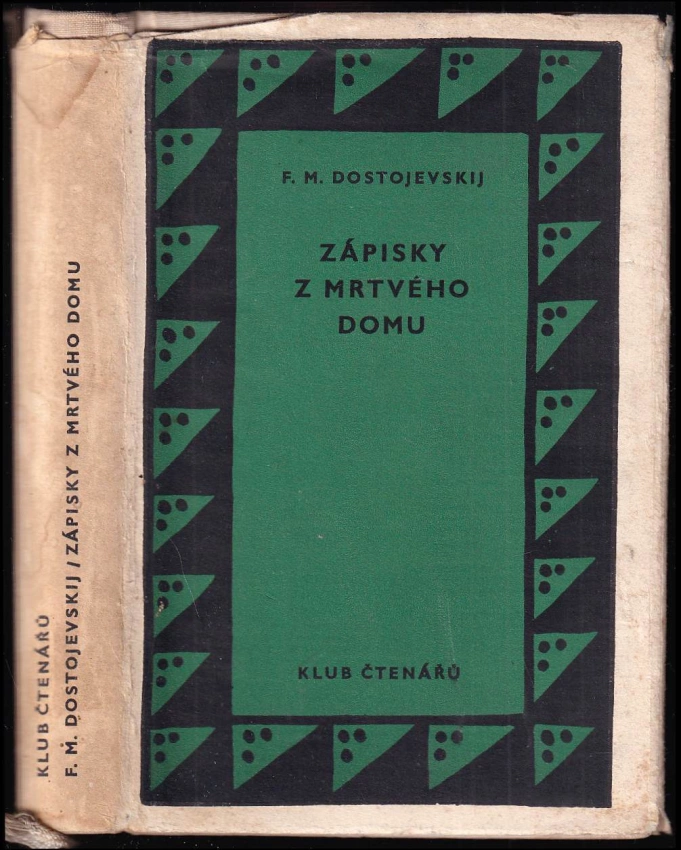 F. M. DOSTOJEVSKIJ
ZÁPISKY
Z MRTVÉHO
DOMU
KLUB ČTENÁŘŮ
KLUB ČTENÁŘŮ
F. M. DOSTOJEVSKIJ / ZÁPISKY Z MRTVÉHO DOMU